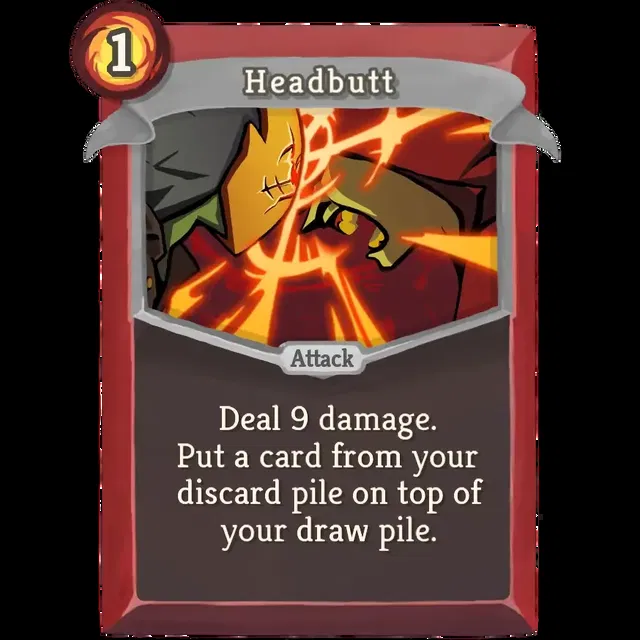 1
Headbutt
Attack
Deal 9 damage.
Put a card from your
discard pile on top of
your draw pile.